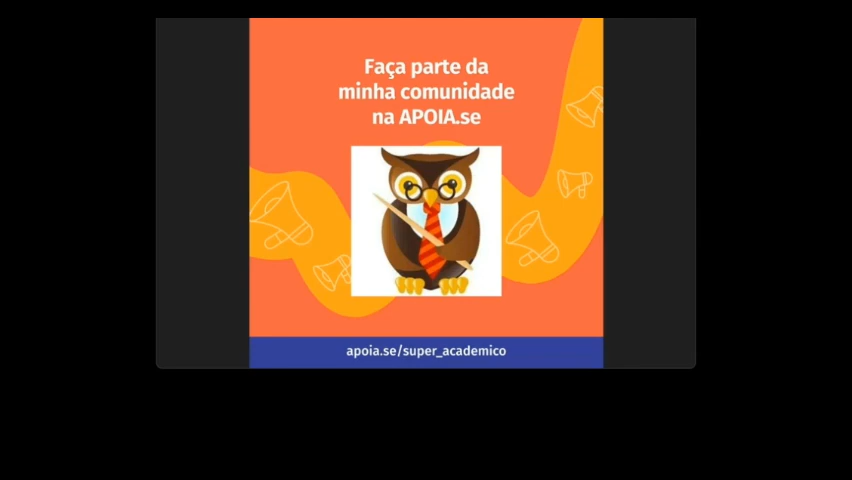 Faça parte da
minha comunidade
na APOIA.se
apoia.se/super_academico